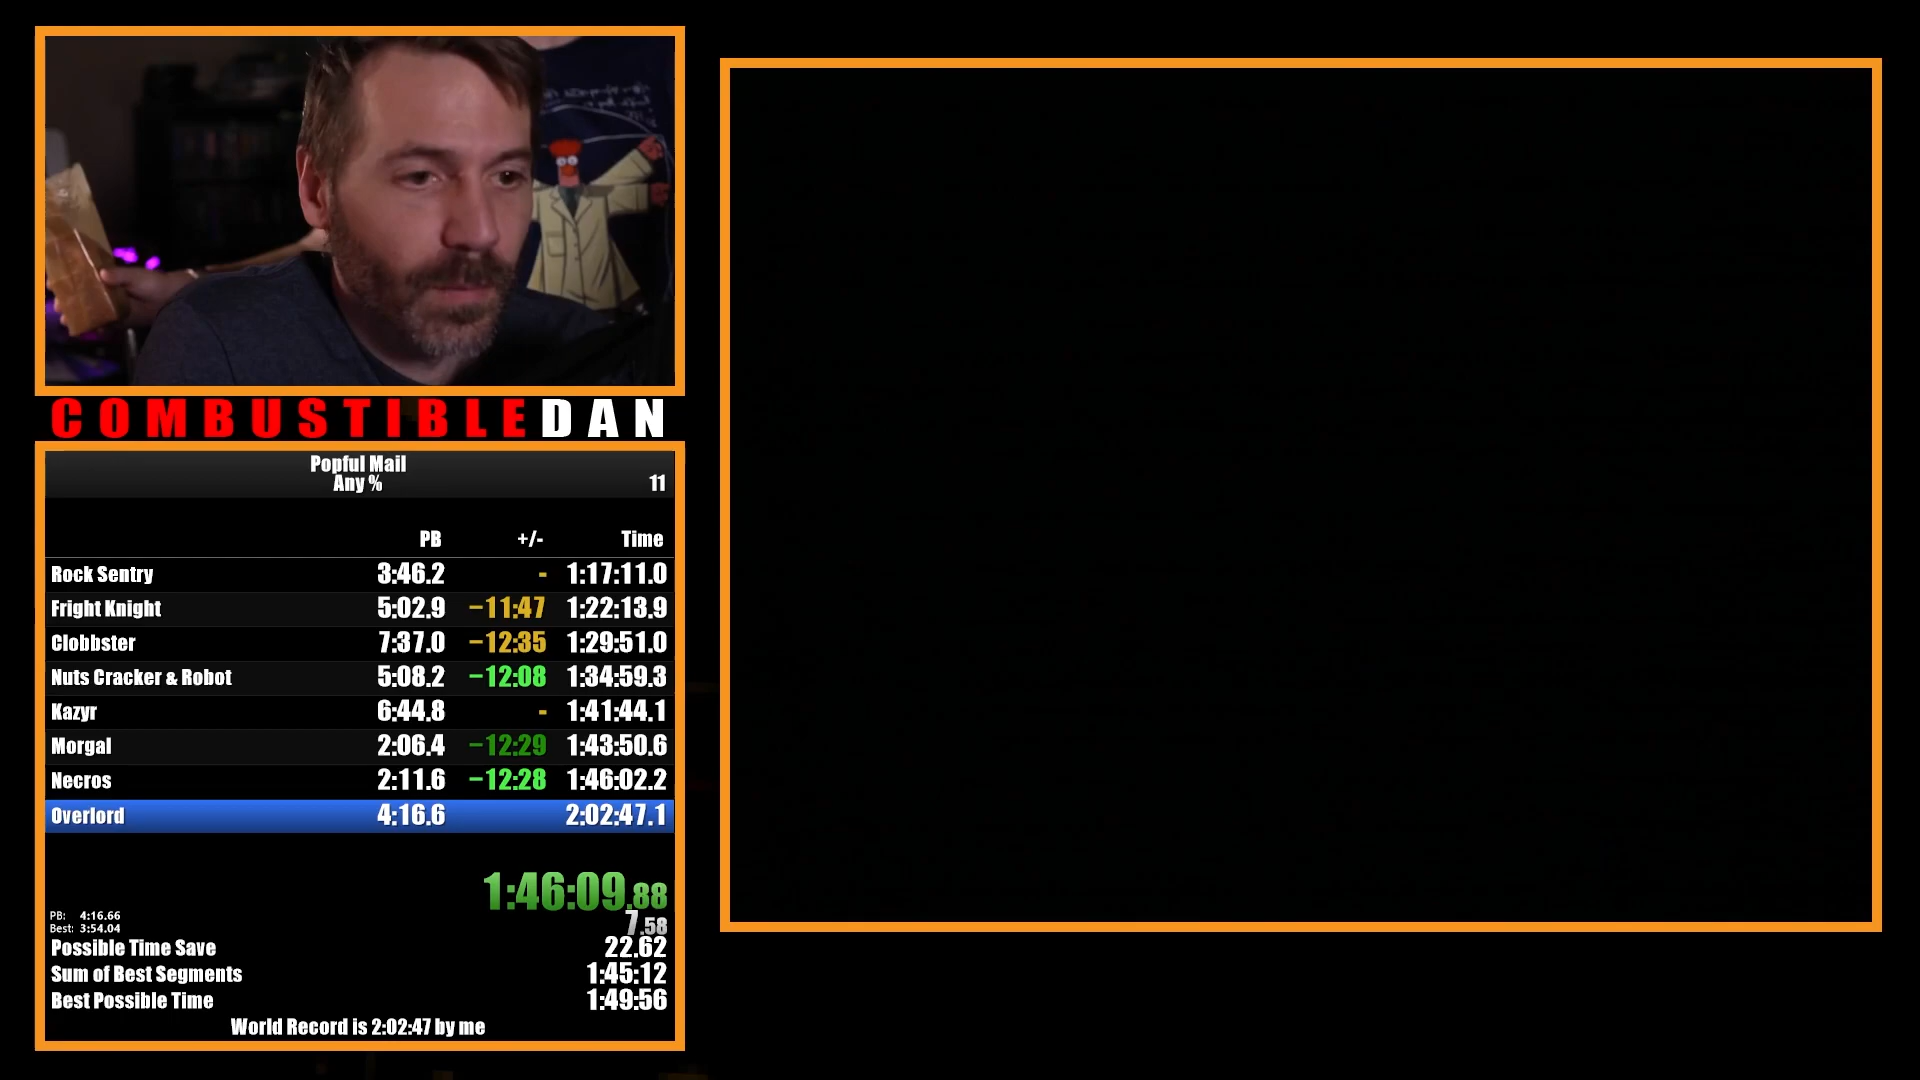 COMBUSTIBLEDAN
Popful Mail
Any % 11
PB +/- Time
Rock Sentry 3:46.2 - 1:17:11.0
Fright Knight 5:02.9 −11:47 1:22:13.9
Clobbster 7:37.0 −12:35 1:29:51.0
Nuts Cracker & Robot 5:08.2 −12:08 1:34:59.3
Kazyr 6:44.8 - 1:41:44.1
Morgal 2:06.4 −12:29 1:43:50.6
Necros 2:11.6 −12:28 1:46:02.2
Overlord 4:16.6 2:02:47.1
1:46:09.88
PB: 4:16.66
Best: 3:54.04 7.58
Possible Time Save 22.62
Sum of Best Segments 1:45:12
Best Possible Time 1:49:56
World Record is 2:02:47 by me